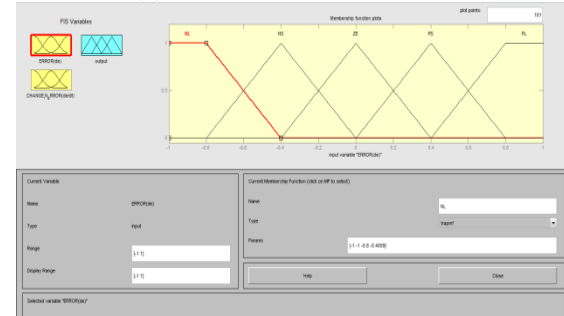 FIS Variables
Membership function plots
plot points:
101
ERROR(de)
output
NL
NS
ZE
PS
PL
1
0.5
0
-1
-0.8
-0.6
-0.4
-0.2
0
0.2
0.4
0.6
0.8
1
input variable "ERROR(de)"
Current Variable
Name
ERROR(de)
Type
input
Range
[-1 1]
Display Range
[-1 1]
Current Membership Function (click on MF to select)
Name
NL
Type
trapmf
Params
[-1 -1 -0.8 -0.4009]
Help
Close
Selected variable "ERROR(de)"